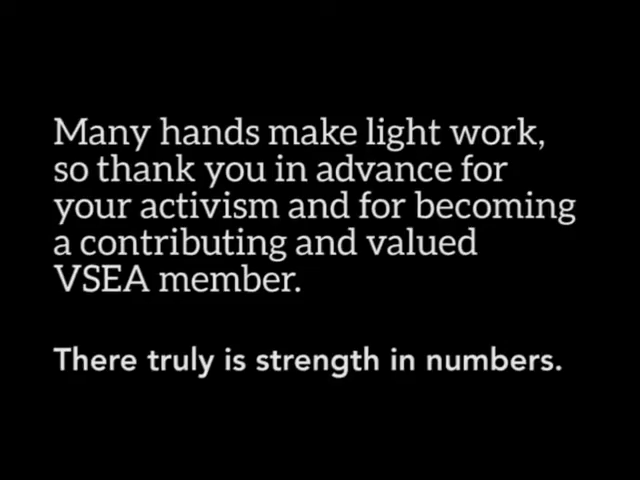 Many hands make light work,
so thank you in advance for
your activism and for becoming
a contributing and valued
VSEA member.
There truly is strength in numbers.